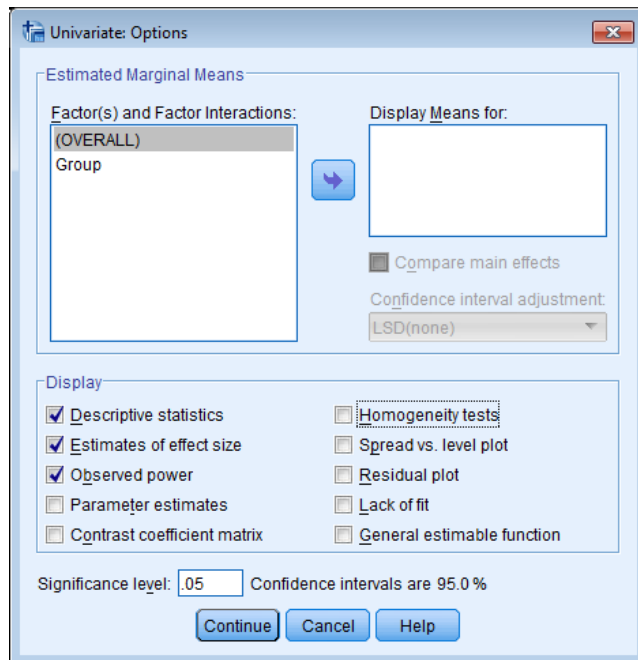 Univariate: Options
Estimated Marginal Means
Factor(s) and Factor Interactions:
(OVERALL)
Group
Display Means for:
Compare main effects
Confidence interval adjustment:
LSD(none)
Display
Descriptive statistics
Homogeneity tests
Estimates of effect size
Spread vs. level plot
Observed power
Residual plot
Parameter estimates
Lack of fit
Contrast coefficient matrix
General estimable function
Significance level: .05 Confidence intervals are 95.0 %
Continue Cancel Help